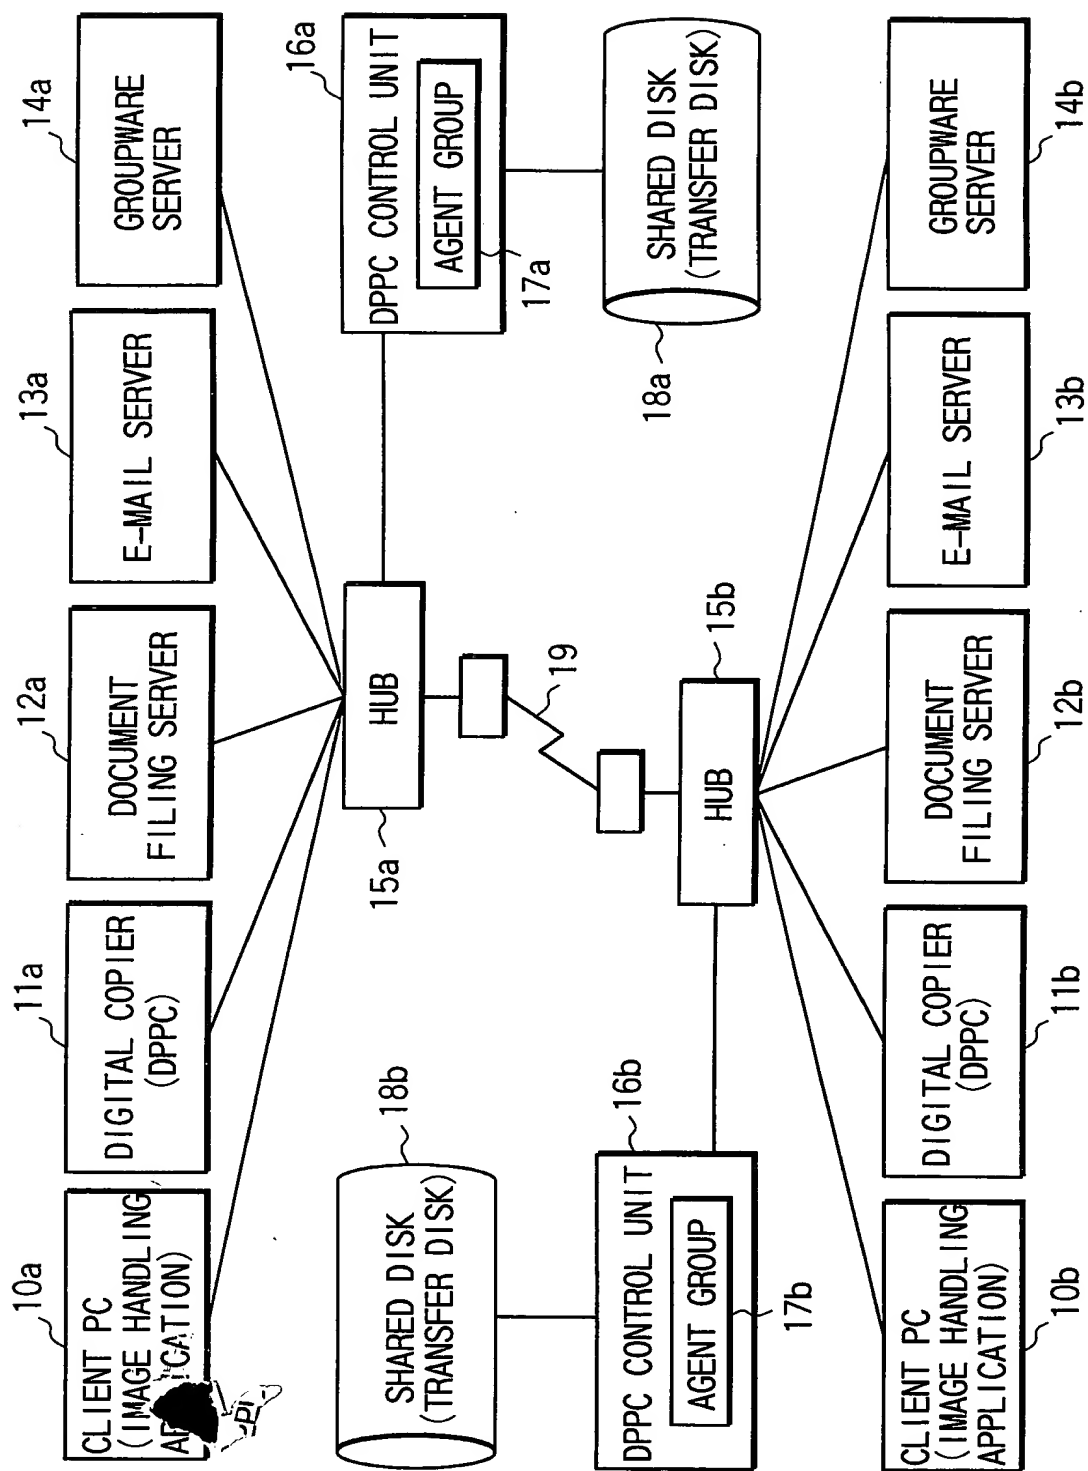 10a
CLIENT PC
(IMAGE HANDLING
11a
DIGITAL COPIER
(DPPC)
12a
DOCUMENT
FILING SERVER
13a
E-MAIL SERVER
14a
GROUPWARE
SERVER
15a
HUB
16a
DPPC CONTROL UNIT
AGENT GROUP
17a
18a
SHARED DISK
(TRANSFER DISK)
19
18b
SHARED DISK
(TRANSFER DISK)
16b
DPPC CONTROL UNIT
AGENT GROUP
17b
15b
HUB
CLIENT PC
(IMAGE HANDLING
APPLICATION)
10b
DIGITAL COPIER
(DPPC)
11b
DOCUMENT
FILING SERVER
12b
E-MAIL SERVER
13b
GROUPWARE
SERVER
14b